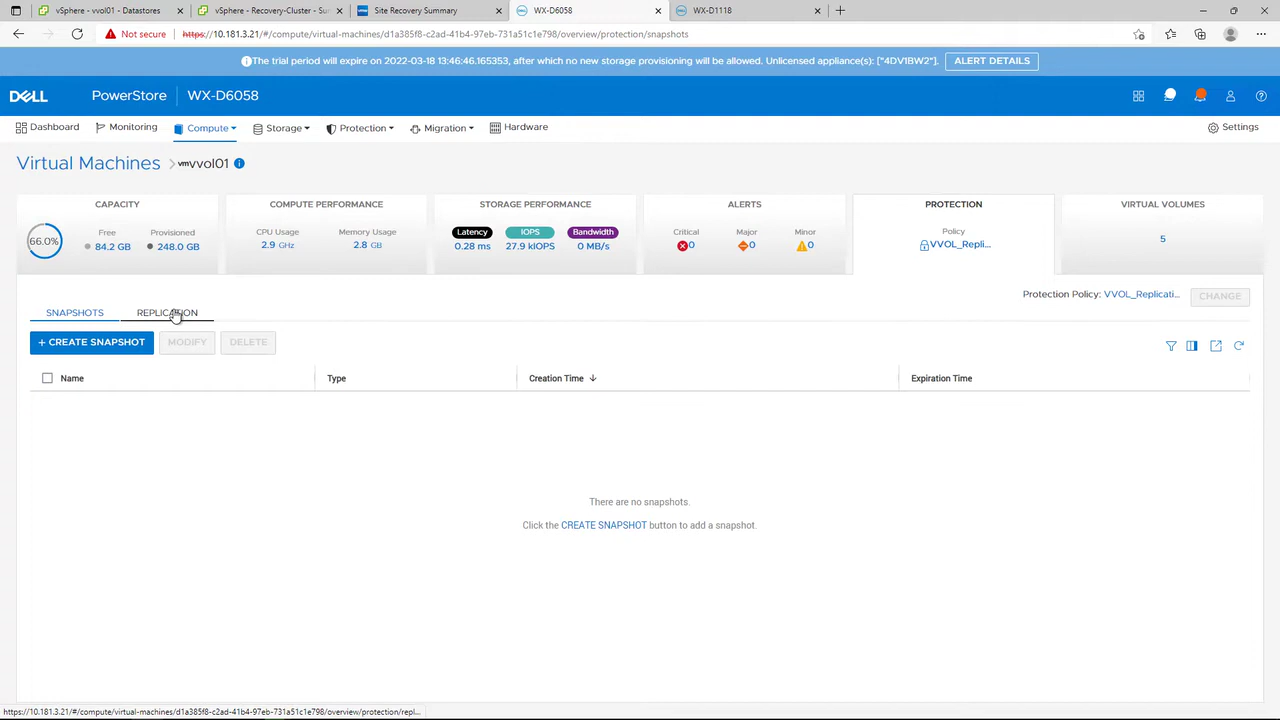 vSphere - vvol01 - Datastores
vSphere - Recovery-Cluster - Su
Site Recovery Summary
WX-D6058
WX-D1118
Not secure
https://10.181.3.21/#/compute/virtual-machines/d1a385f8-c2ad-41b4-97eb-731a51c1e798/overview/protection/snapshots
The trial period will expire on 2022-03-18 13:46:46.165353, after which no new storage provisioning will be allowed. Unlicensed appliance(s): ["4DV1BW2"]. ALERT DETAILS
DELL PowerStore WX-D6058
Dashboard Monitoring Compute Storage Protection Migration Hardware Settings
Virtual Machines > vm vvol01
CAPACITY COMPUTE PERFORMANCE STORAGE PERFORMANCE ALERTS PROTECTION VIRTUAL VOLUMES
Free Provisioned CPU Usage Memory Usage Latency IOPS Bandwidth Critical Major Minor Policy
66.0% 84.2 GB 248.0 GB 2.9 GHz 2.8 GB 0.28 ms 27.9 kIOPS 0 MB/s 0 0 0 VVOL_Repli... 5
Protection Policy: VVOL_Replicati... CHANGE
SNAPSHOTS REPLICATION
+ CREATE SNAPSHOT MODIFY DELETE
Name Type Creation Time Expiration Time
There are no snapshots.
Click the CREATE SNAPSHOT button to add a snapshot.
https://10.181.3.21/#/compute/virtual-machines/d1a385f8-c2ad-41b4-97eb-731a51c1e798/overview/protection/repl...